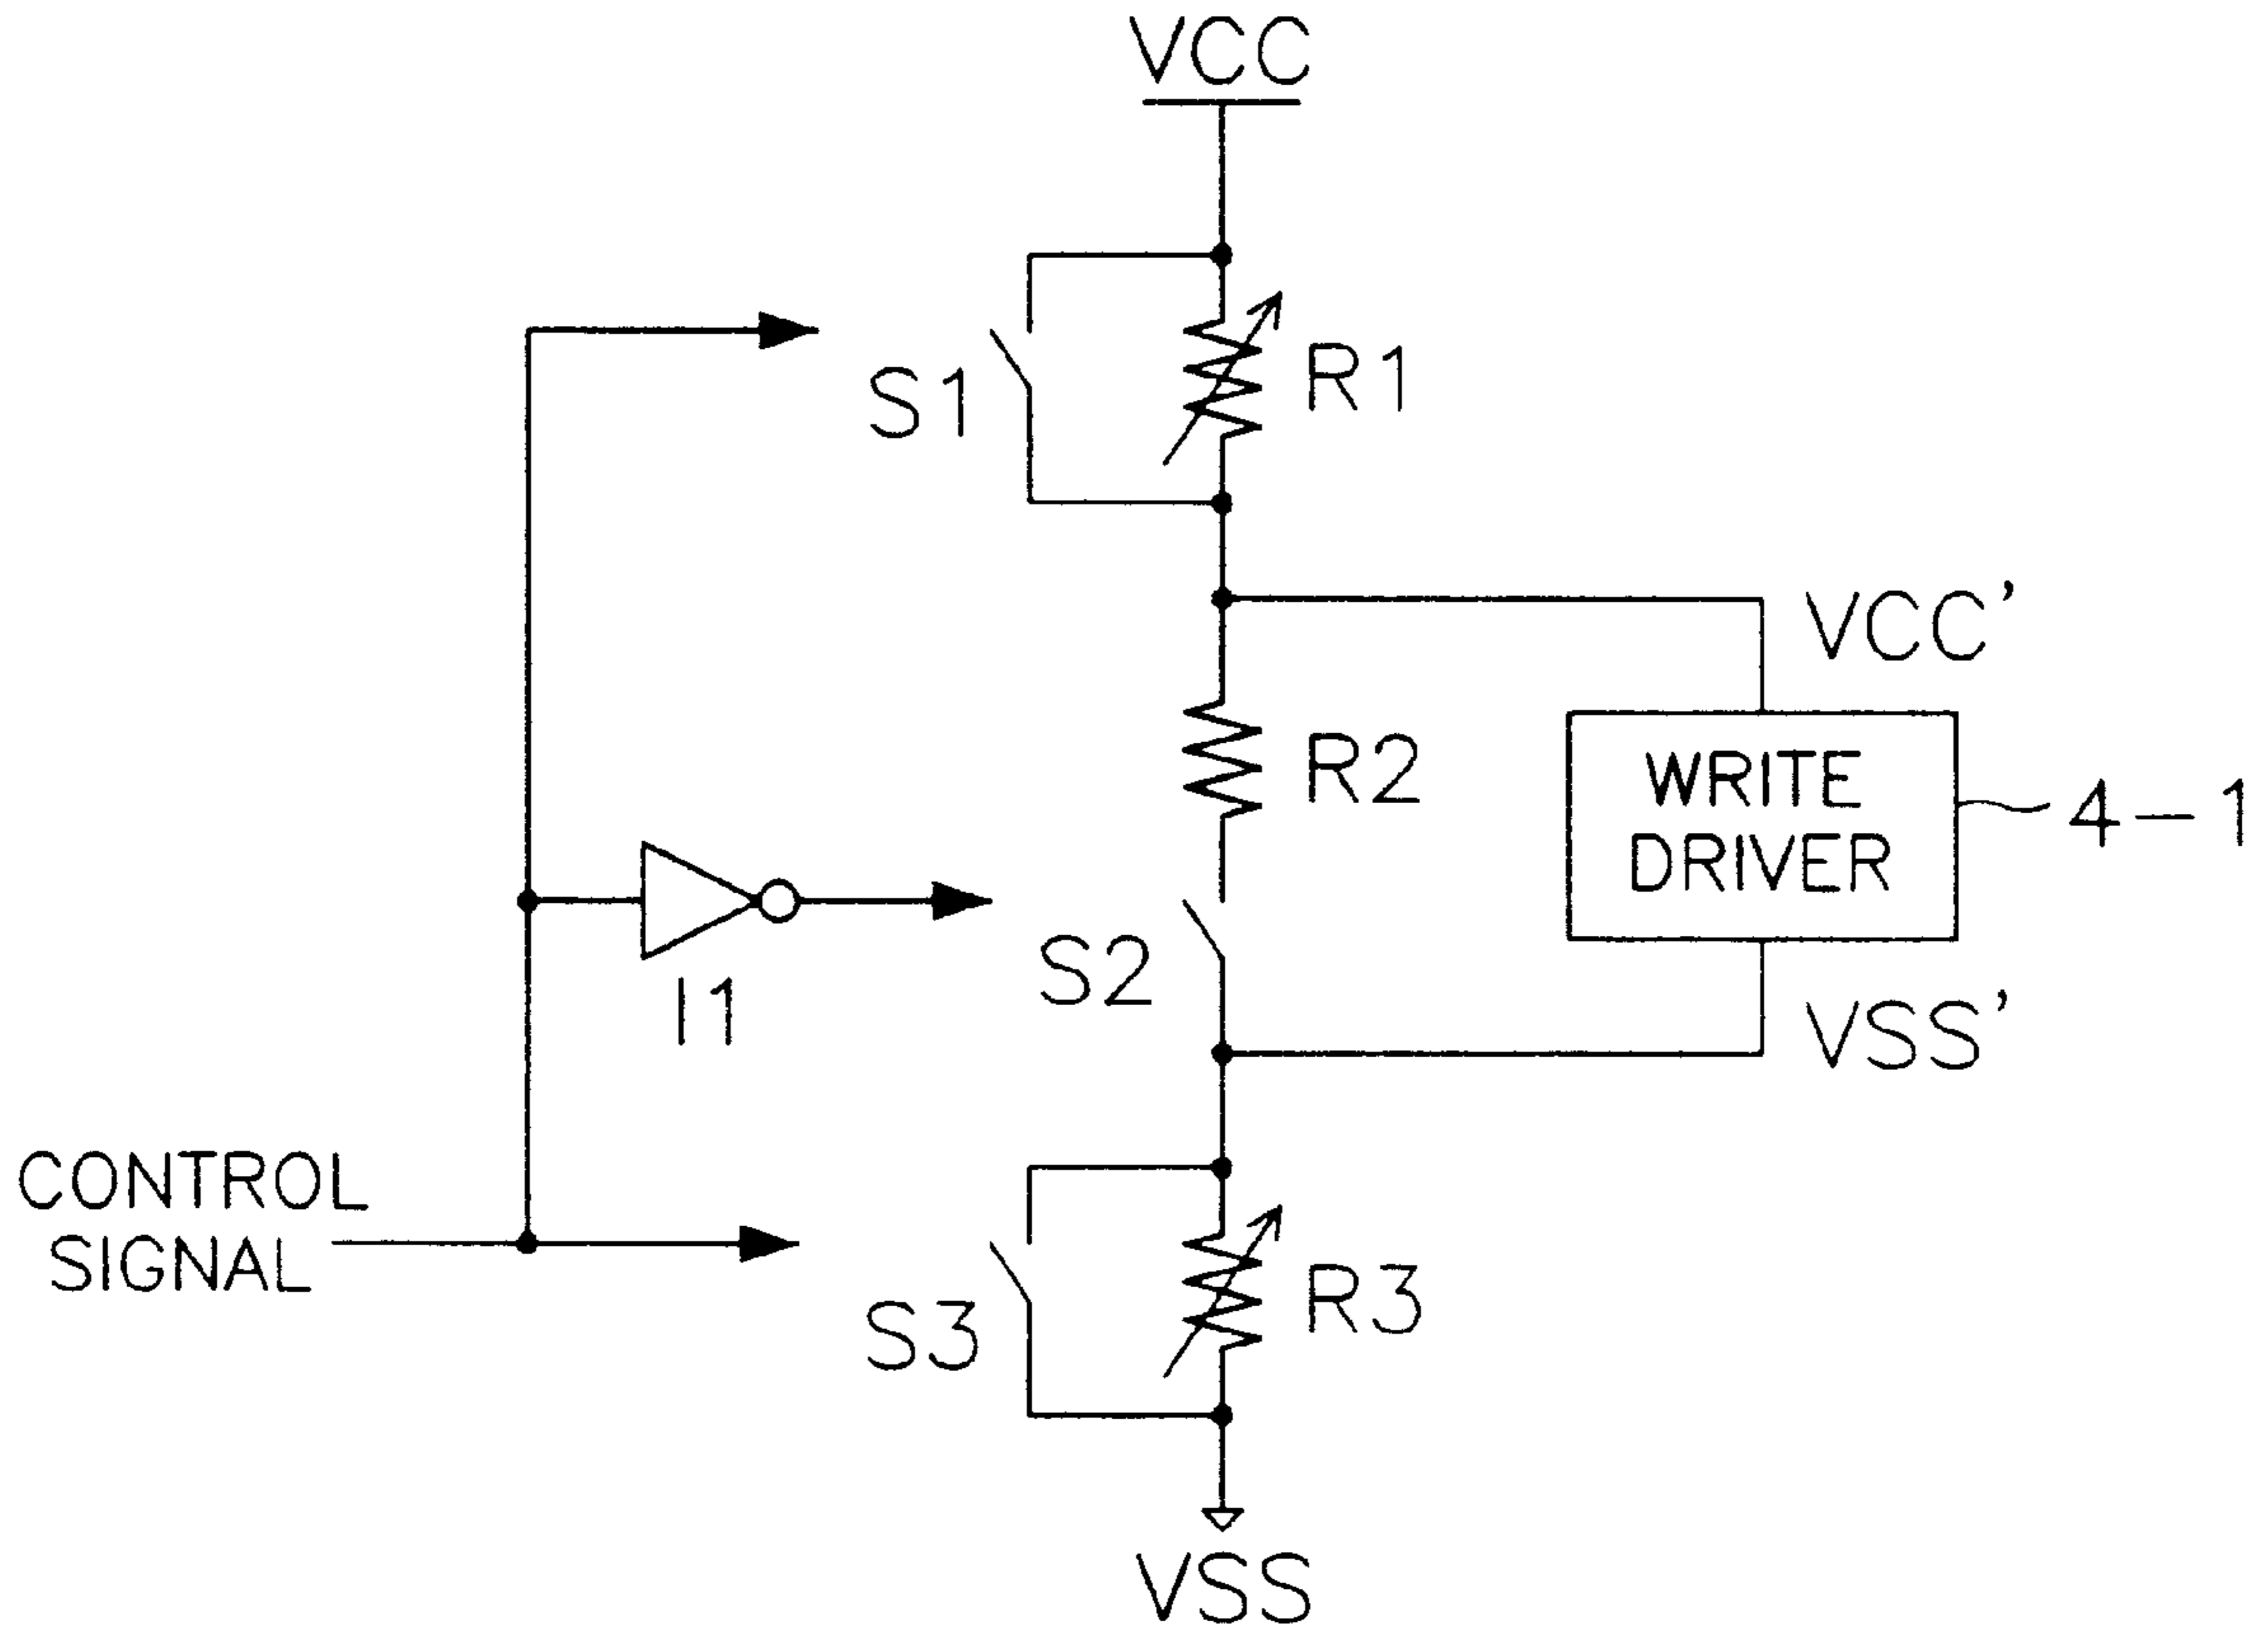 VCC
S1
R1
VCC'
R2
WRITE
DRIVER
4-1
I1
S2
VSS'
CONTROL
SIGNAL
S3
R3
VSS